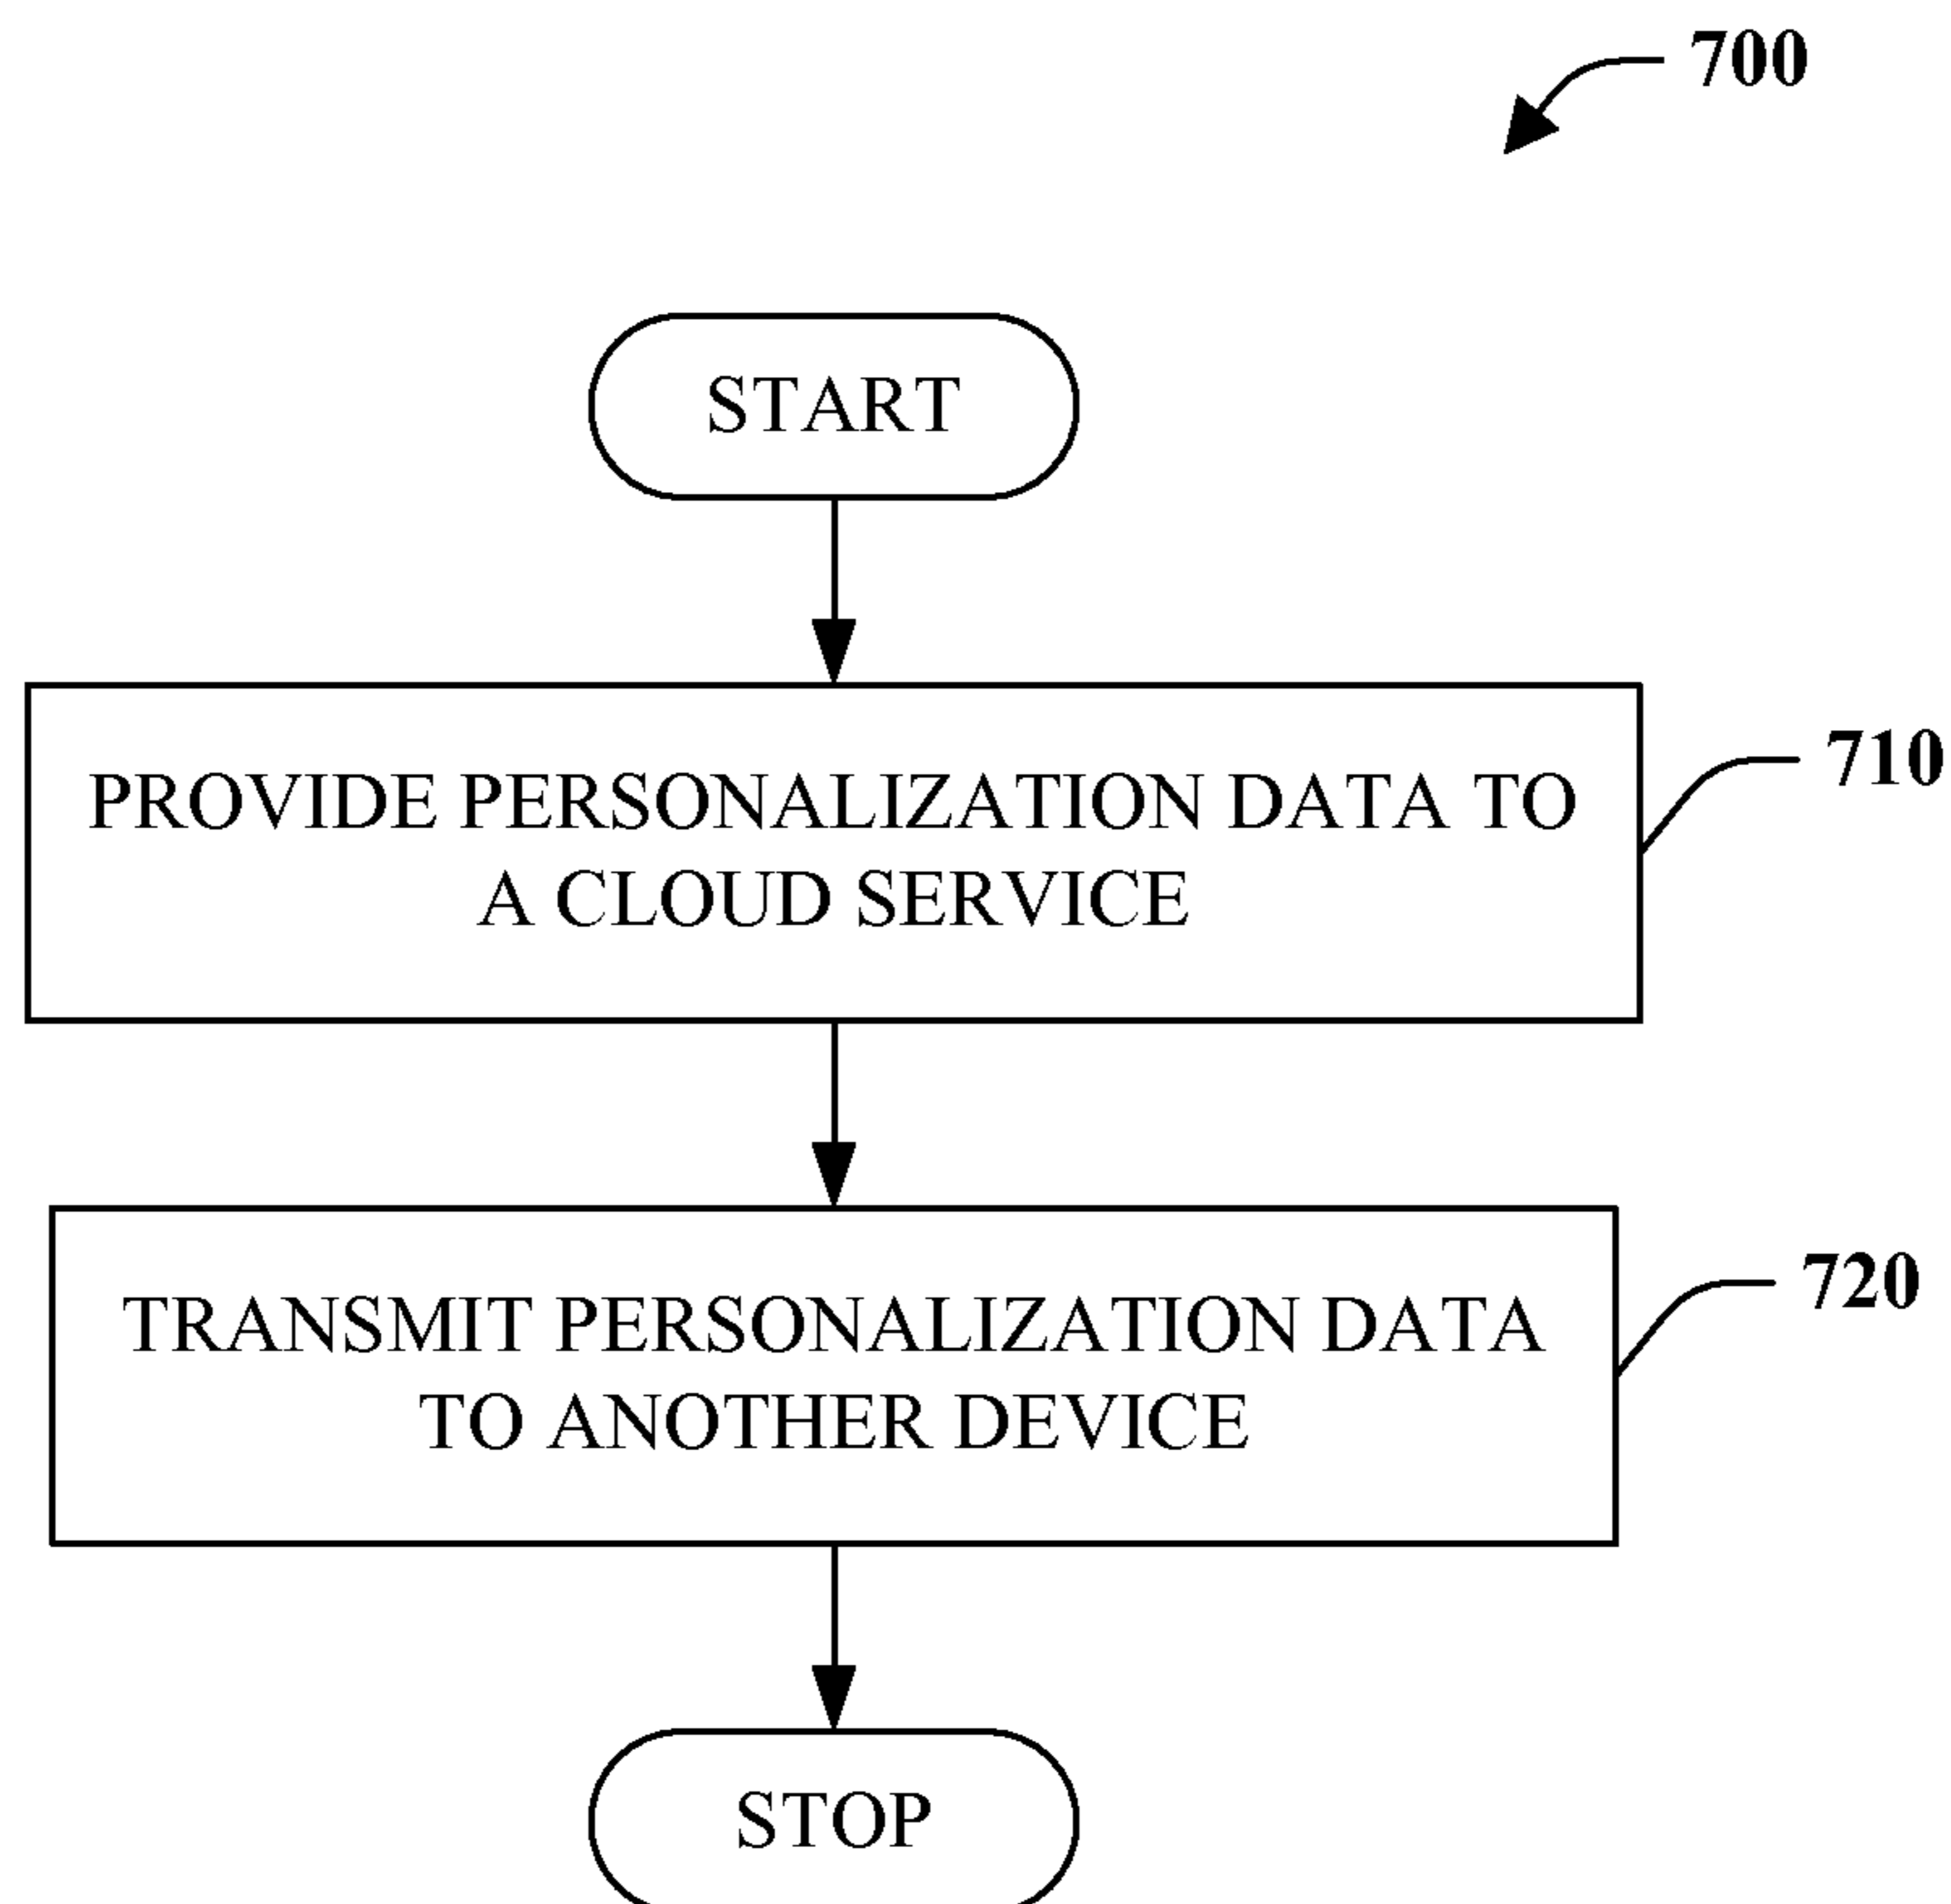 700
START
PROVIDE PERSONALIZATION DATA TO
A CLOUD SERVICE
710
TRANSMIT PERSONALIZATION DATA
TO ANOTHER DEVICE
720
STOP